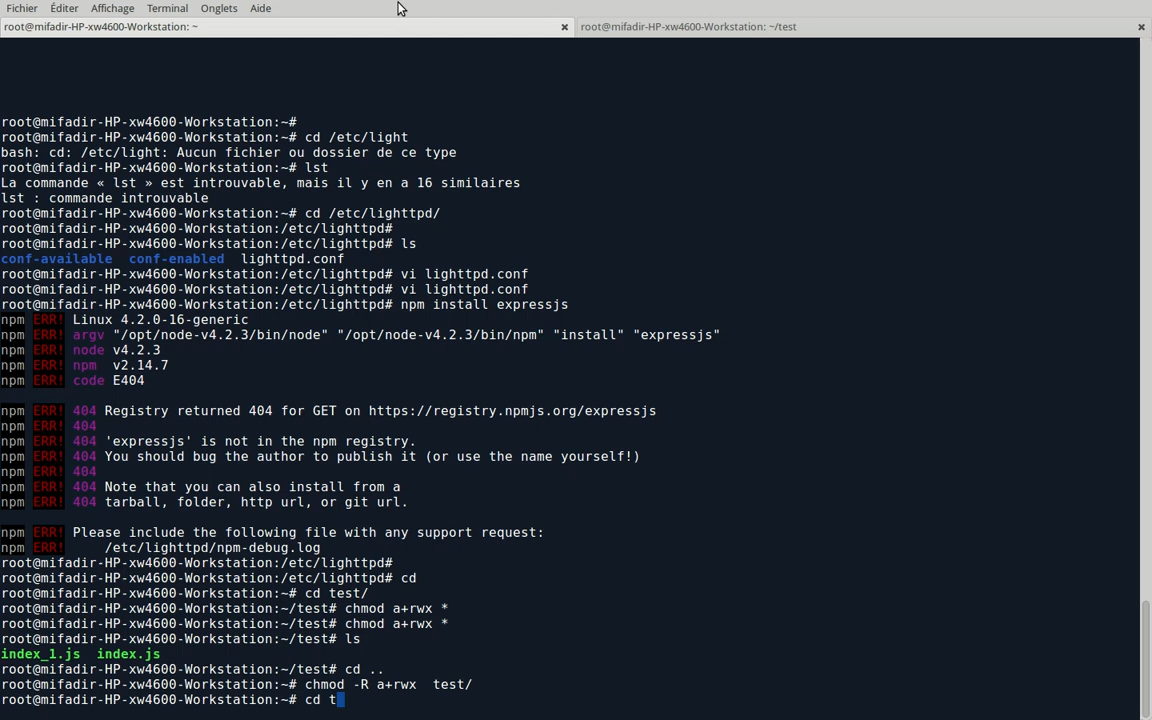 Fichier Éditer Affichage Terminal Onglets Aide
root@mifadir-HP-xw4600-Workstation: ~
root@mifadir-HP-xw4600-Workstation: ~/test
root@mifadir-HP-xw4600-Workstation:~#
root@mifadir-HP-xw4600-Workstation:~# cd /etc/light
bash: cd: /etc/light: Aucun fichier ou dossier de ce type
root@mifadir-HP-xw4600-Workstation:~# lst
La commande « lst » est introuvable, mais il y en a 16 similaires
lst : commande introuvable
root@mifadir-HP-xw4600-Workstation:~# cd /etc/lighttpd/
root@mifadir-HP-xw4600-Workstation:/etc/lighttpd#
root@mifadir-HP-xw4600-Workstation:/etc/lighttpd# ls
conf-available  conf-enabled  lighttpd.conf
root@mifadir-HP-xw4600-Workstation:/etc/lighttpd# vi lighttpd.conf
root@mifadir-HP-xw4600-Workstation:/etc/lighttpd# vi lighttpd.conf
root@mifadir-HP-xw4600-Workstation:/etc/lighttpd# npm install expressjs
npm ERR! Linux 4.2.0-16-generic
npm ERR! argv "/opt/node-v4.2.3/bin/node" "/opt/node-v4.2.3/bin/npm" "install" "expressjs"
npm ERR! node v4.2.3
npm ERR! npm  v2.14.7
npm ERR! code E404
npm ERR! 404 Registry returned 404 for GET on https://registry.npmjs.org/expressjs
npm ERR! 404
npm ERR! 404 'expressjs' is not in the npm registry.
npm ERR! 404 You should bug the author to publish it (or use the name yourself!)
npm ERR! 404
npm ERR! 404 Note that you can also install from a
npm ERR! 404 tarball, folder, http url, or git url.
npm ERR! Please include the following file with any support request:
npm ERR!     /etc/lighttpd/npm-debug.log
root@mifadir-HP-xw4600-Workstation:/etc/lighttpd#
root@mifadir-HP-xw4600-Workstation:/etc/lighttpd# cd
root@mifadir-HP-xw4600-Workstation:~# cd test/
root@mifadir-HP-xw4600-Workstation:~/test# chmod a+rwx *
root@mifadir-HP-xw4600-Workstation:~/test# chmod a+rwx *
root@mifadir-HP-xw4600-Workstation:~/test# ls
index_1.js  index.js
root@mifadir-HP-xw4600-Workstation:~/test# cd ..
root@mifadir-HP-xw4600-Workstation:~# chmod -R a+rwx  test/
root@mifadir-HP-xw4600-Workstation:~# cd t